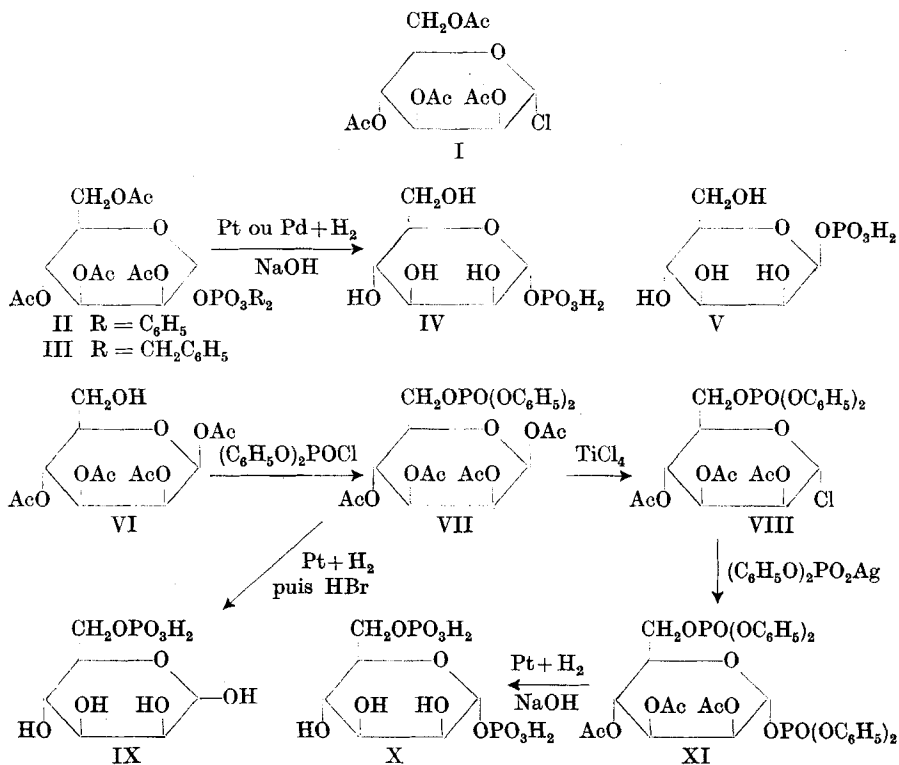 CH₂OAc
O
OAc AcO
AcO Cl
I
CH₂OAc
O
OAc AcO
AcO OPO₃R₂
II R = C₆H₅
III R = CH₂C₆H₅
Pt ou Pd + H₂
NaOH
CH₂OH
O
OH HO
HO OPO₃H₂
IV
CH₂OH
O OPO₃H₂
OH HO
HO
V
CH₂OH
O OAc
OAc AcO
AcO
VI
(C₆H₅O)₂POCl
CH₂OPO(OC₆H₅)₂
O OAc
OAc AcO
AcO
VII
TiCl₄
CH₂OPO(OC₆H₅)₂
O
OAc AcO
AcO Cl
VIII
Pt + H₂
puis HBr
(C₆H₅O)₂PO₂Ag
CH₂OPO₃H₂
O
OH HO OH
HO
IX
CH₂OPO₃H₂
O
OH HO
HO OPO₃H₂
X
Pt + H₂
NaOH
CH₂OPO(OC₆H₅)₂
O
OAc AcO
AcO OPO(OC₆H₅)₂
XI